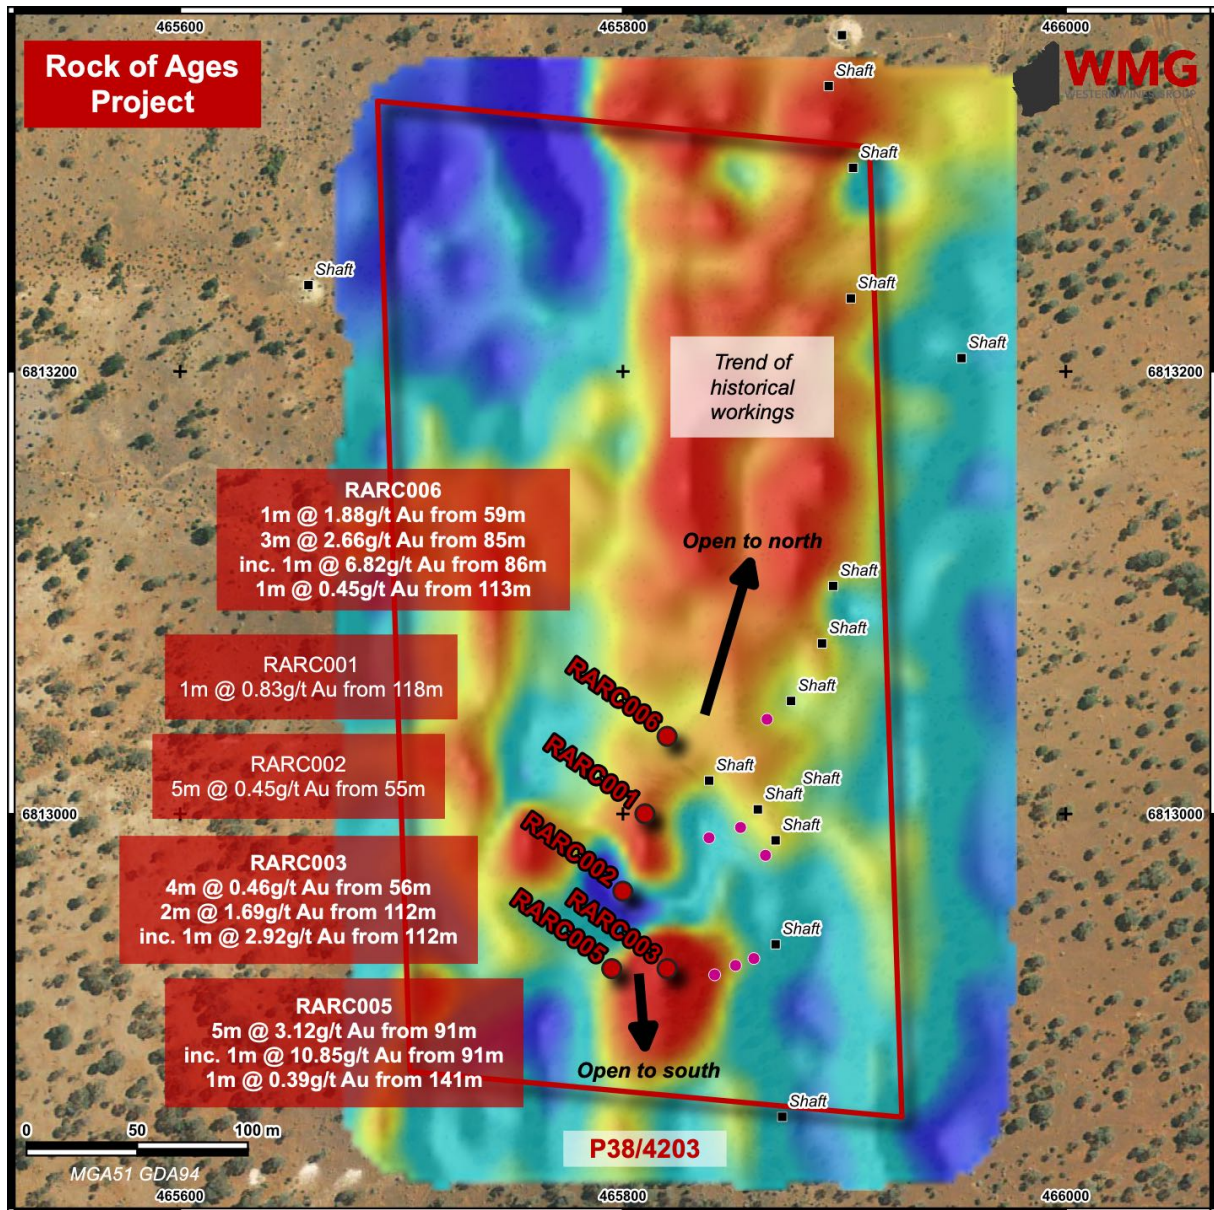 465600
465800
466000
Rock of Ages
Project
WMG
WESTERN MINES GROUP
Shaft
Shaft
Shaft
Shaft
Shaft
6813200
6813200
Trend of
historical
workings
RARC006
1m @ 1.88g/t Au from 59m
3m @ 2.66g/t Au from 85m
inc. 1m @ 6.82g/t Au from 86m
1m @ 0.45g/t Au from 113m
Open to north
Shaft
Shaft
RARC001
1m @ 0.83g/t Au from 118m
RARC006
Shaft
RARC002
5m @ 0.45g/t Au from 55m
RARC001
Shaft
Shaft
Shaft
6813000
6813000
Shaft
RARC002
RARC003
4m @ 0.46g/t Au from 56m
2m @ 1.69g/t Au from 112m
inc. 1m @ 2.92g/t Au from 112m
RARC003
RARC005
Shaft
RARC005
5m @ 3.12g/t Au from 91m
inc. 1m @ 10.85g/t Au from 91m
1m @ 0.39g/t Au from 141m
Open to south
Shaft
0 50 100 m
MGA51 GDA94
P38/4203
465600
465800
466000